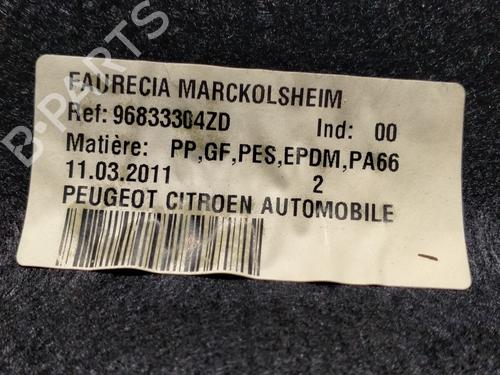 B-PARTS
FAURECIA MARCKOLSHEIM
Ref: 96833304ZD Ind: 00
Matière: PP,GF,PES,EPDM,PA66
11.03.2011 2
PEUGEOT CITROEN AUTOMOBILE